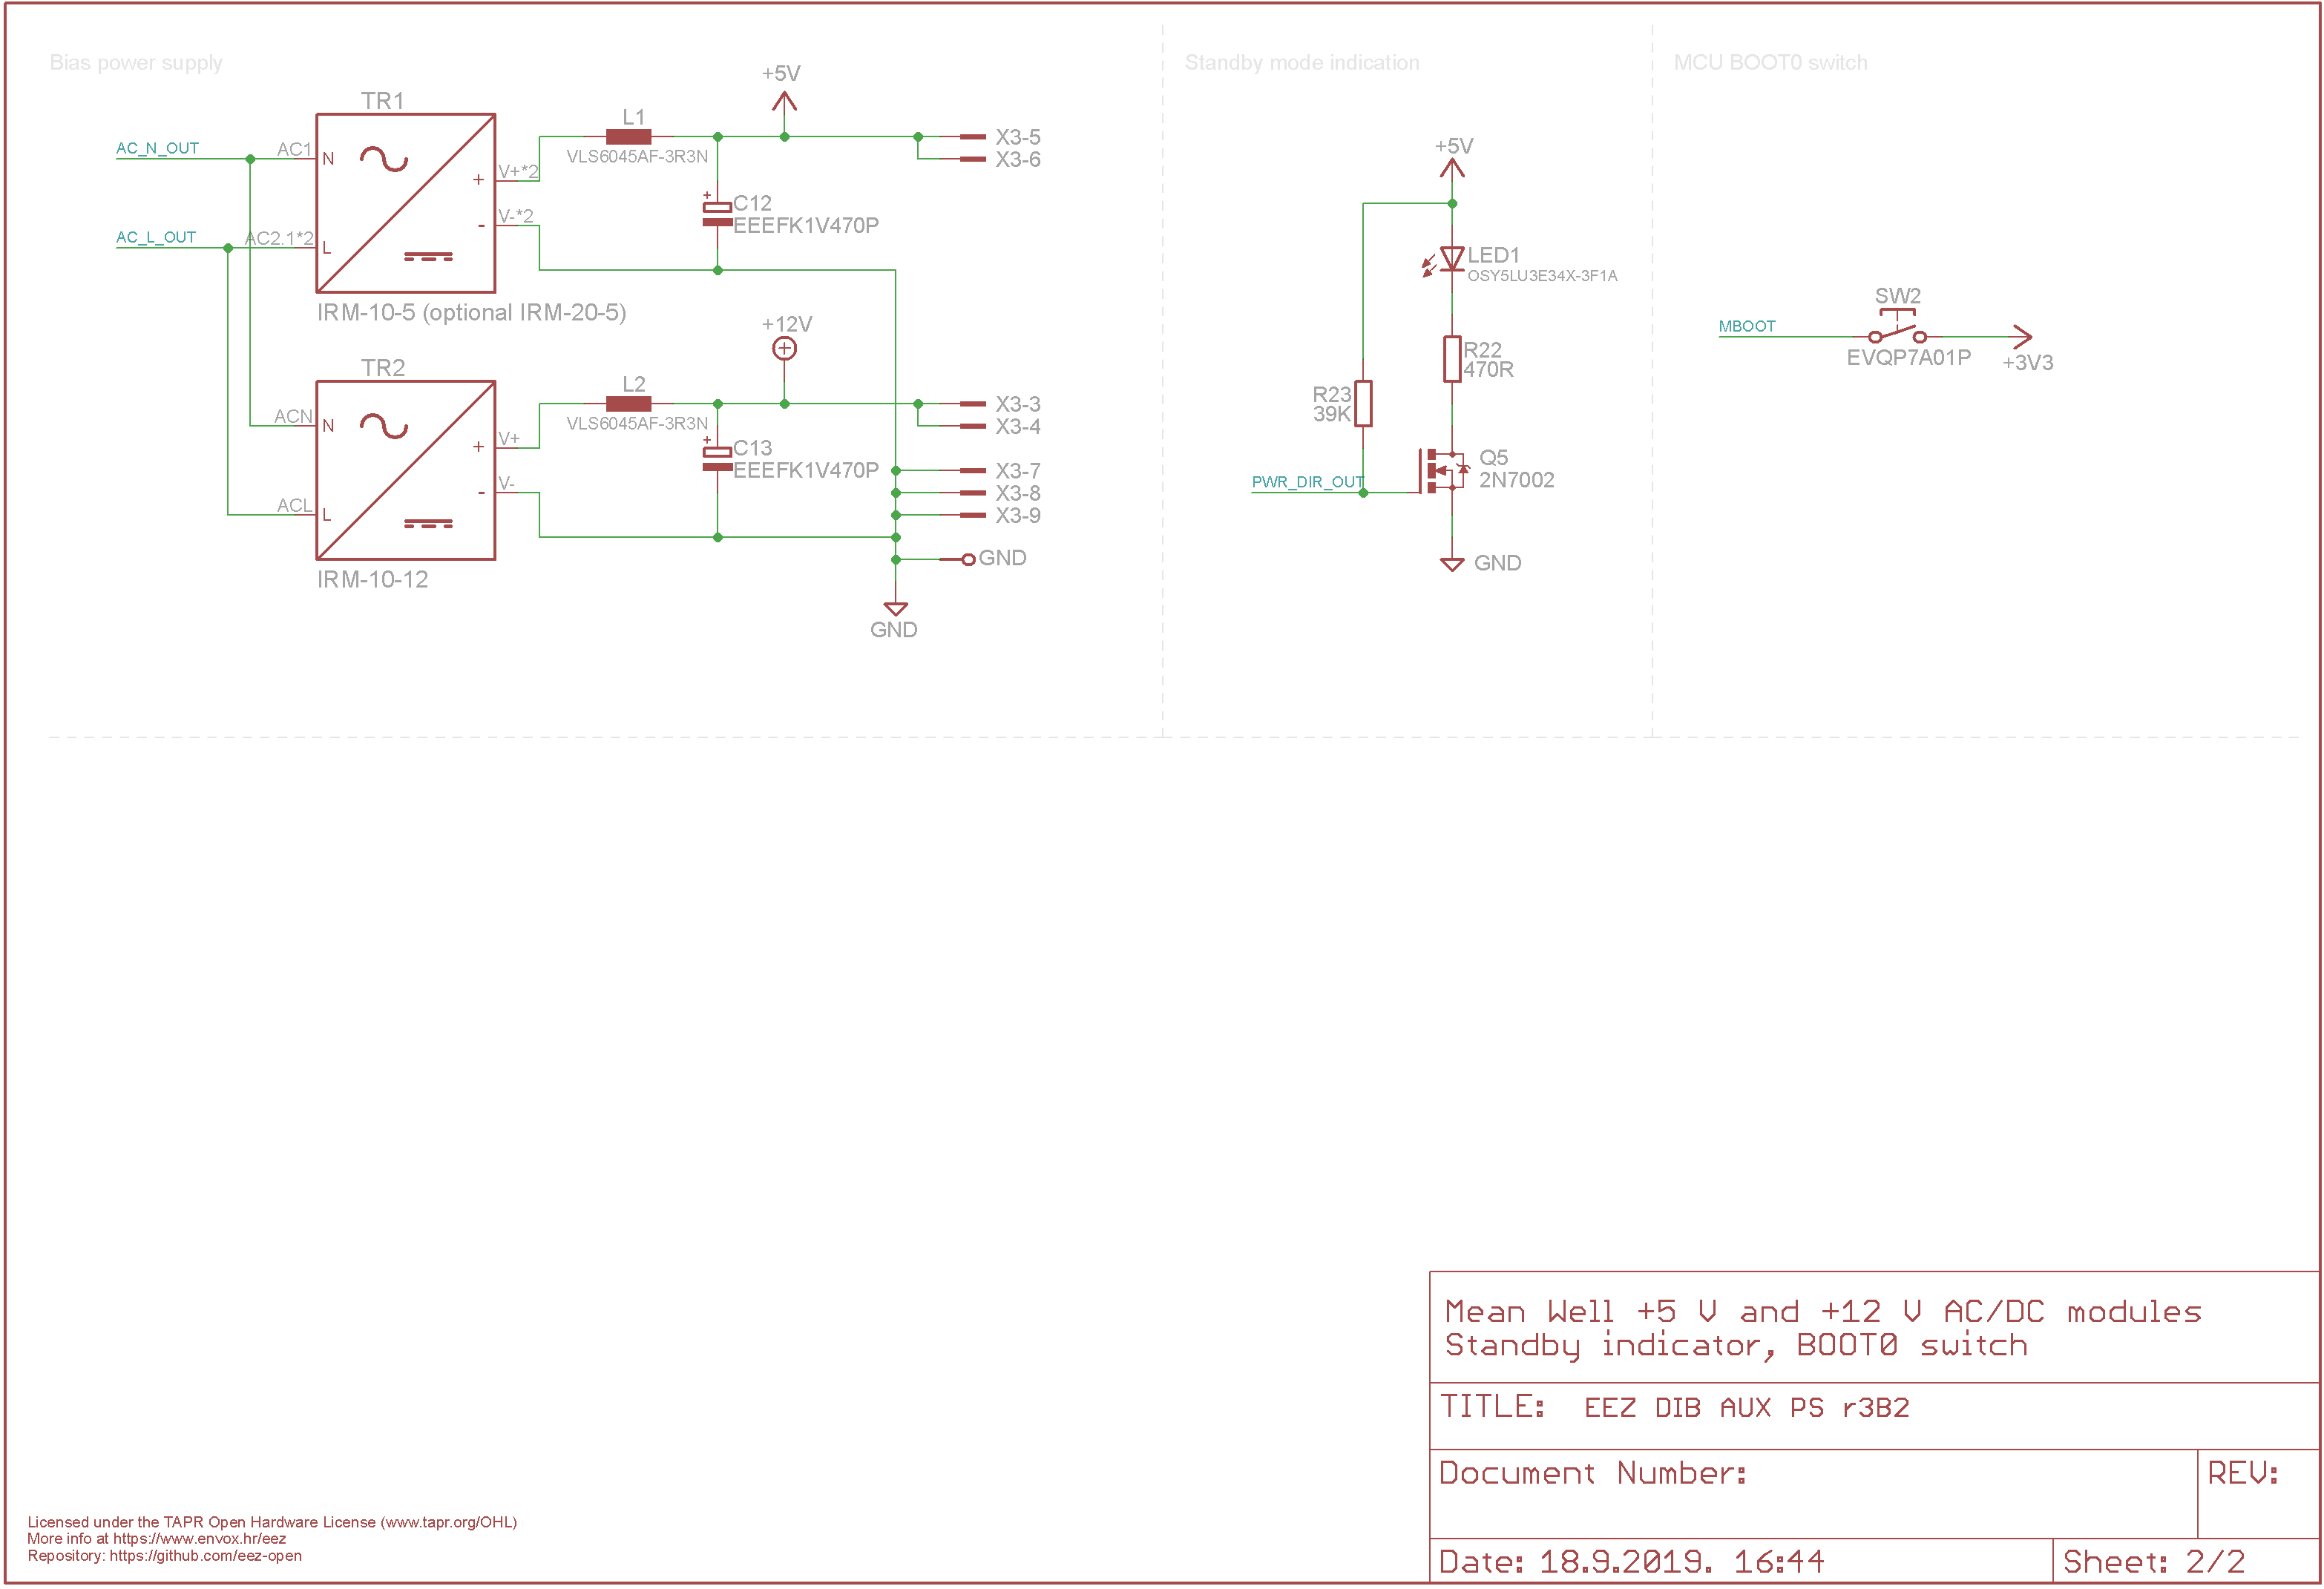 Bias power supply
Standby mode indication
MCU BOOT0 switch
+5V
TR1
L1
AC_N_OUT
AC1
N
VLS6045AF-3R3N
X3-5
X3-6
+
V+*2
-
V-*2
C12
EEEFK1V470P
+
AC_L_OUT
AC2.1*2
L
IRM-10-5 (optional IRM-20-5)
+12V
TR2
L2
VLS6045AF-3R3N
X3-3
X3-4
ACN
N
+
V+
+
C13
EEEFK1V470P
X3-7
-
V-
X3-8
ACL
L
X3-9
GND
IRM-10-12
GND
+5V
LED1
OSY5LU3E34X-3F1A
R22
470R
R23
39K
Q5
2N7002
PWR_DIR_OUT
GND
SW2
MBOOT
EVQP7A01P
+3V3
Mean Well +5 V and +12 V AC/DC modules
Standby indicator, BOOT0 switch
TITLE: EEZ DIB AUX PS r3B2
Document Number:
REV:
Date: 18.9.2019. 16:44
Sheet: 2/2
Licensed under the TAPR Open Hardware License (www.tapr.org/OHL)
More info at https://www.envox.hr/eez
Repository: https://github.com/eez-open